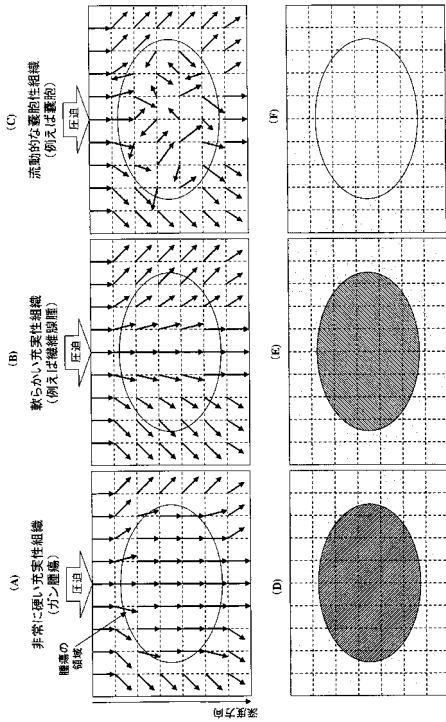 (A)
非常に硬い充実性組織
(ガン腫瘍)
圧迫
腫瘍の
領域
深度方向
(B)
軟らかい充実性組織
(例えば繊維腺腫)
圧迫
(C)
流動的な嚢胞性組織
(例えば嚢胞)
圧迫
(D)
(E)
(F)